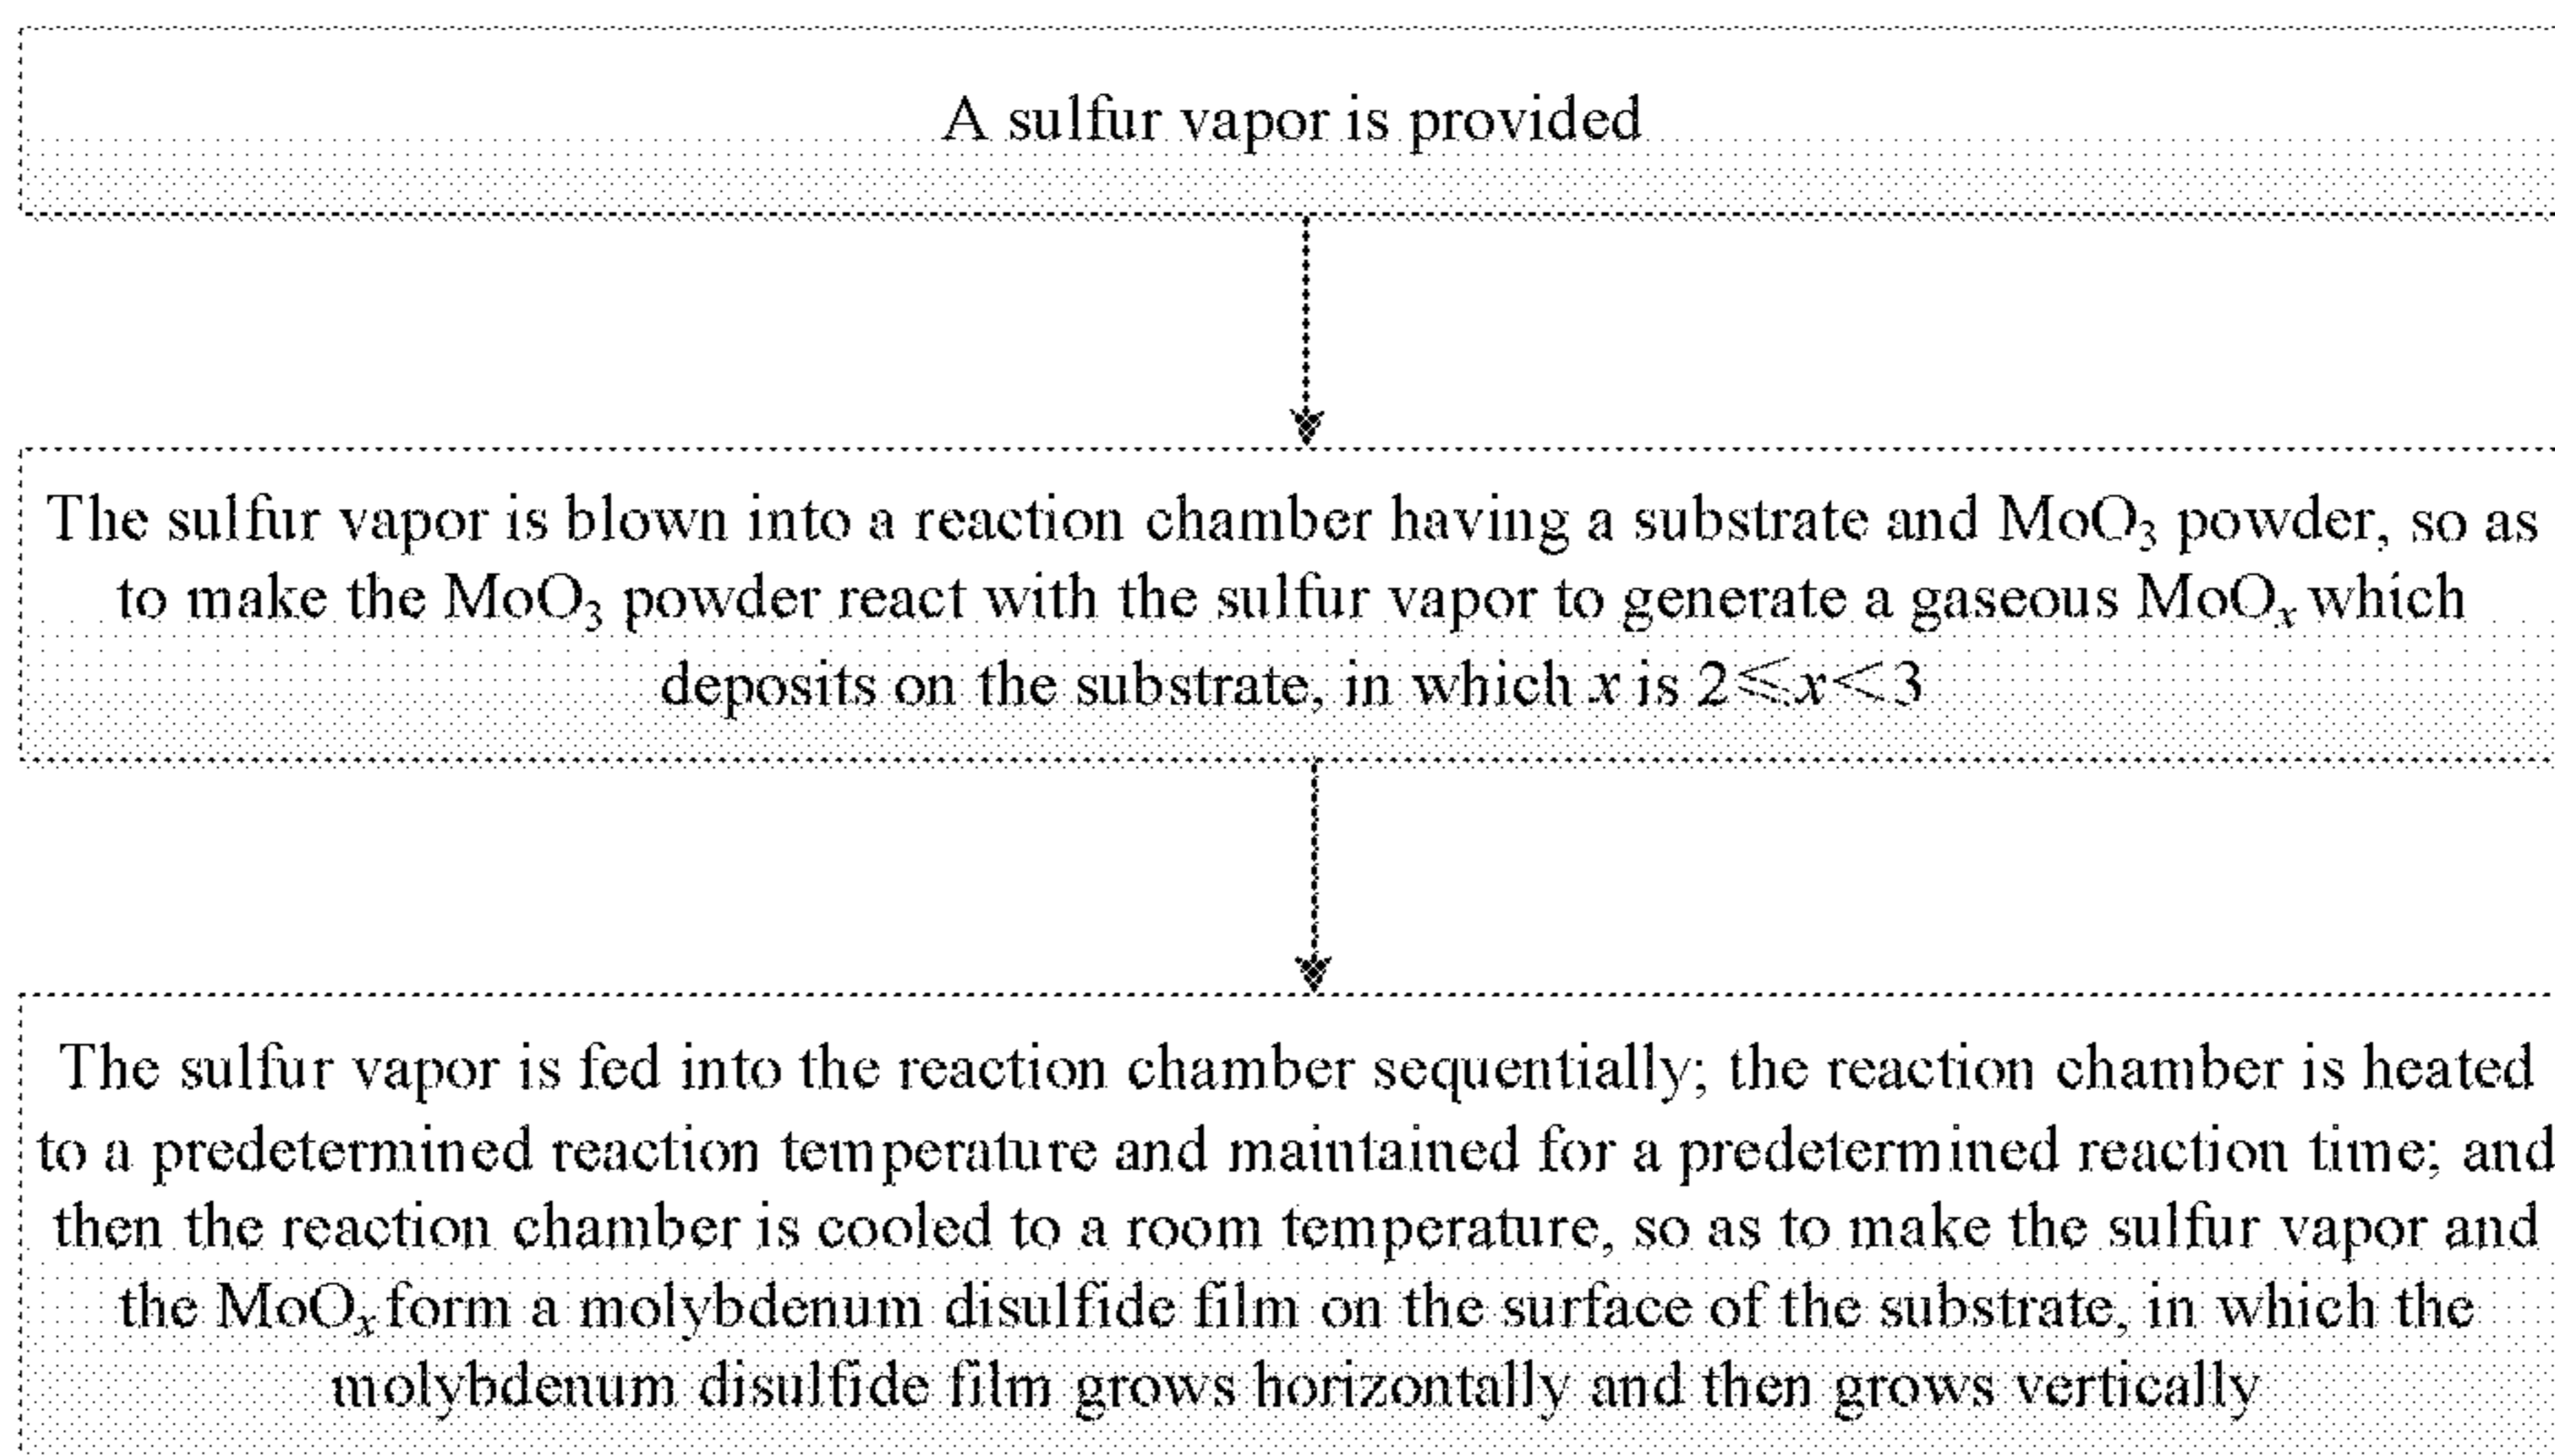 A sulfur vapor is provided
The sulfur vapor is blown into a reaction chamber having a substrate and MoO₃ powder, so as
to make the MoO₃ powder react with the sulfur vapor to generate a gaseous MoOₓ which
deposits on the substrate, in which x is 2⩽x<3
The sulfur vapor is fed into the reaction chamber sequentially; the reaction chamber is heated
to a predetermined reaction temperature and maintained for a predetermined reaction time; and
then the reaction chamber is cooled to a room temperature, so as to make the sulfur vapor and
the MoOₓ form a molybdenum disulfide film on the surface of the substrate, in which the
molybdenum disulfide film grows horizontally and then grows vertically